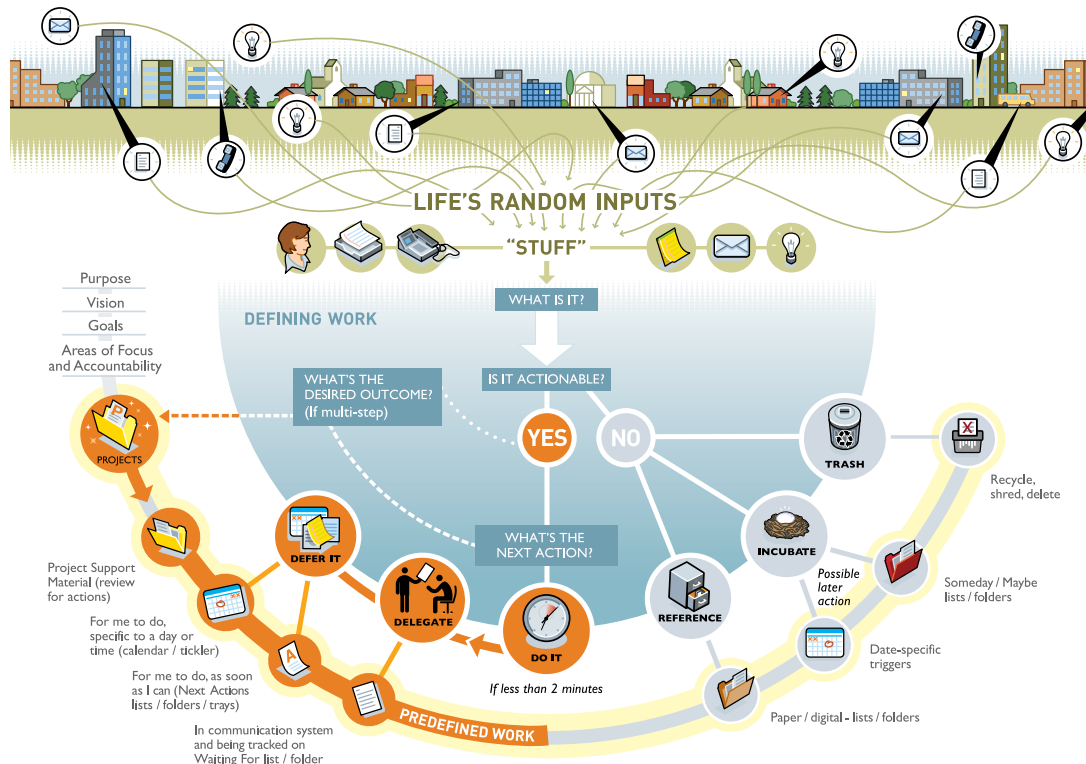 LIFE'S RANDOM INPUTS
"STUFF"
WHAT IS IT?
Purpose
Vision
Goals
Areas of Focus
and Accountability
DEFINING WORK
IS IT ACTIONABLE?
WHAT'S THE
DESIRED OUTCOME?
(If multi-step)
YES
NO
P
PROJECTS
TRASH
X
Recycle,
shred, delete
WHAT'S THE
NEXT ACTION?
DEFER IT
INCUBATE
Project Support
Material (review
for actions)
Possible
later
action
Someday / Maybe
lists / folders
DELEGATE
REFERENCE
For me to do,
specific to a day or
time (calendar / tickler)
DO IT
Date-specific
triggers
A
For me to do, as soon
as I can (Next Actions
lists / folders / trays)
If less than 2 minutes
PREDEFINED WORK
Paper / digital - lists / folders
In communication system
and being tracked on
Waiting For list / folder